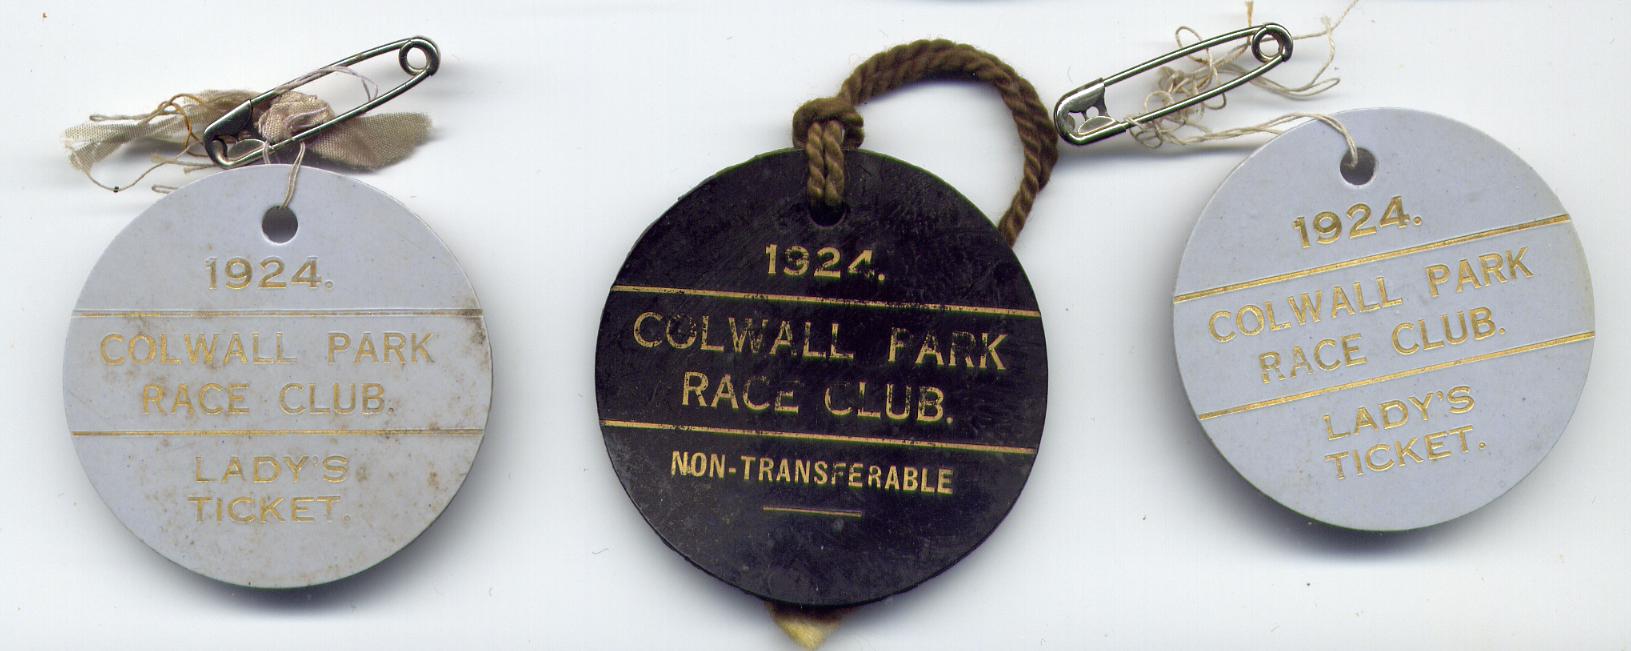 1924.
COLWALL PARK
RACE CLUB.
LADY'S
TICKET.
1924.
COLWALL PARK
RACE CLUB.
NON-TRANSFERABLE
1924.
COLWALL PARK
RACE CLUB.
LADY'S
TICKET.